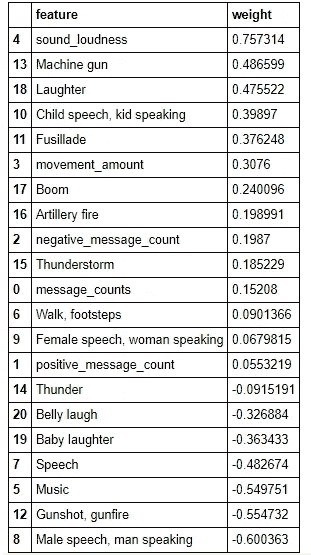 feature weight
4 sound_loudness 0.757314
13 Machine gun 0.486599
18 Laughter 0.475522
10 Child speech, kid speaking 0.39897
11 Fusillade 0.376248
3 movement_amount 0.3076
17 Boom 0.240096
16 Artillery fire 0.198991
2 negative_message_count 0.1987
15 Thunderstorm 0.185229
0 message_counts 0.15208
6 Walk, footsteps 0.0901366
9 Female speech, woman speaking 0.0679815
1 positive_message_count 0.0553219
14 Thunder -0.0915191
20 Belly laugh -0.326884
19 Baby laughter -0.363433
7 Speech -0.482674
5 Music -0.549751
12 Gunshot, gunfire -0.554732
8 Male speech, man speaking -0.600363